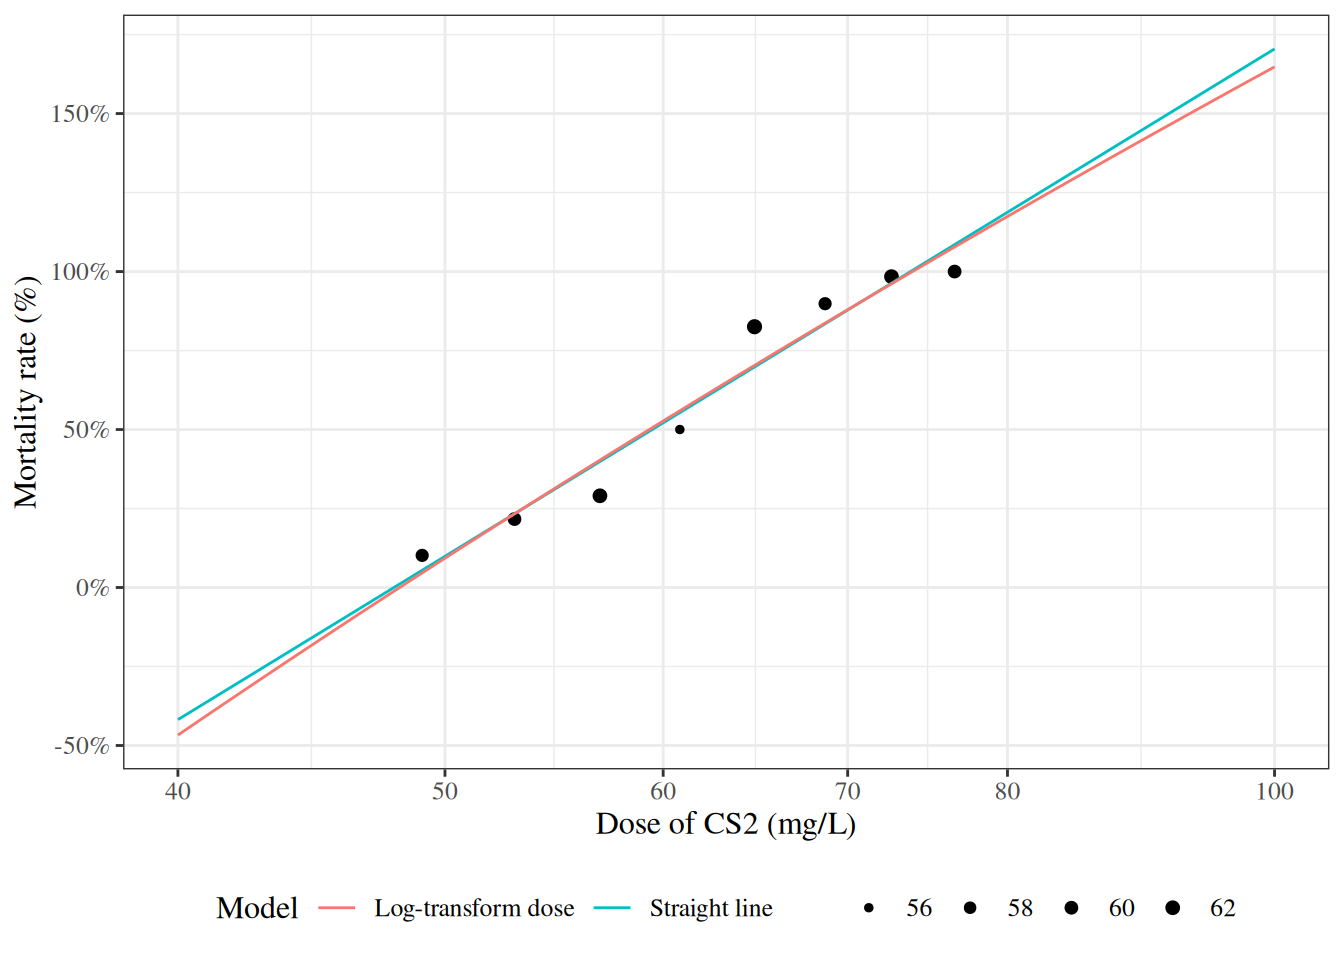 150%
100%
50%
0%
-50%
Mortality rate (%)
40 50 60 70 80 100
Dose of CS2 (mg/L)
Model Log-transform dose Straight line 56 58 60 62